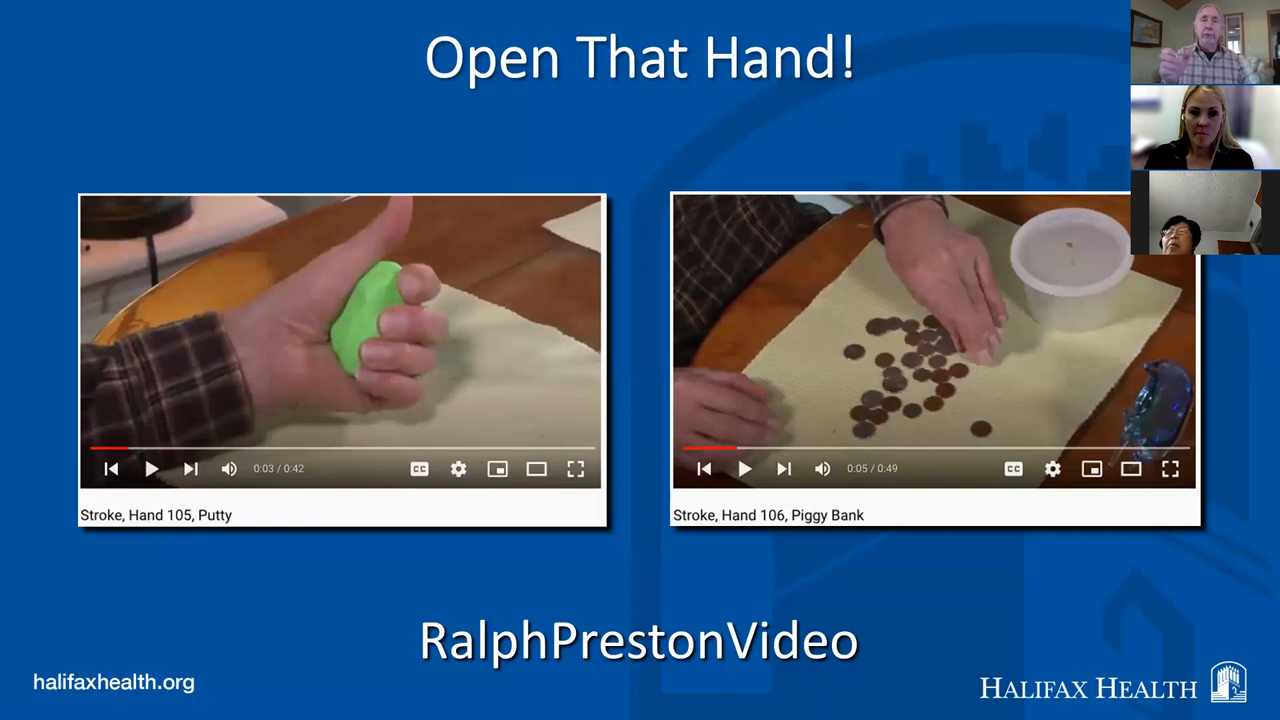 Open That Hand!
0:03 / 0:42
CC
Stroke, Hand 105, Putty
0:05 / 0:49
CC
Stroke, Hand 106, Piggy Bank
RalphPrestonVideo
halifaxhealth.org
HALIFAX HEALTH